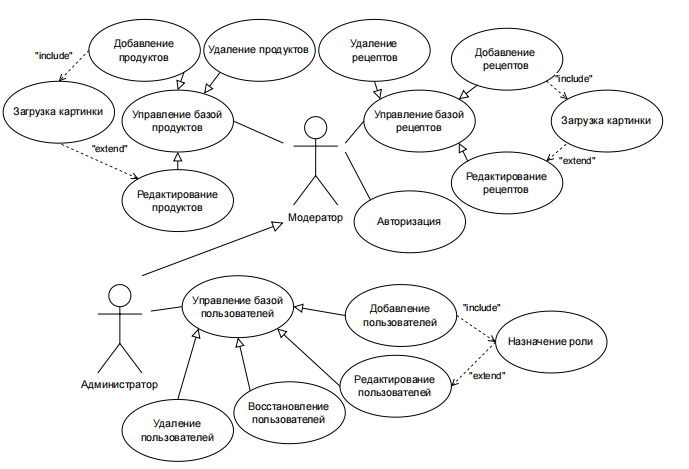 Добавление
продуктов
Удаление продуктов
Удаление
рецептов
Добавление
рецептов
"include"
"include"
Загрузка картинки
Управление базой
продуктов
Управление базой
рецептов
Загрузка картинки
"extend"
"extend"
Редактирование
продуктов
Модератор
Авторизация
Редактирование
рецептов
Управление базой
пользователей
Добавление
пользователей
"include"
Назначение роли
Администратор
Редактирование
пользователей
"extend"
Удаление
пользователей
Восстановление
пользователей